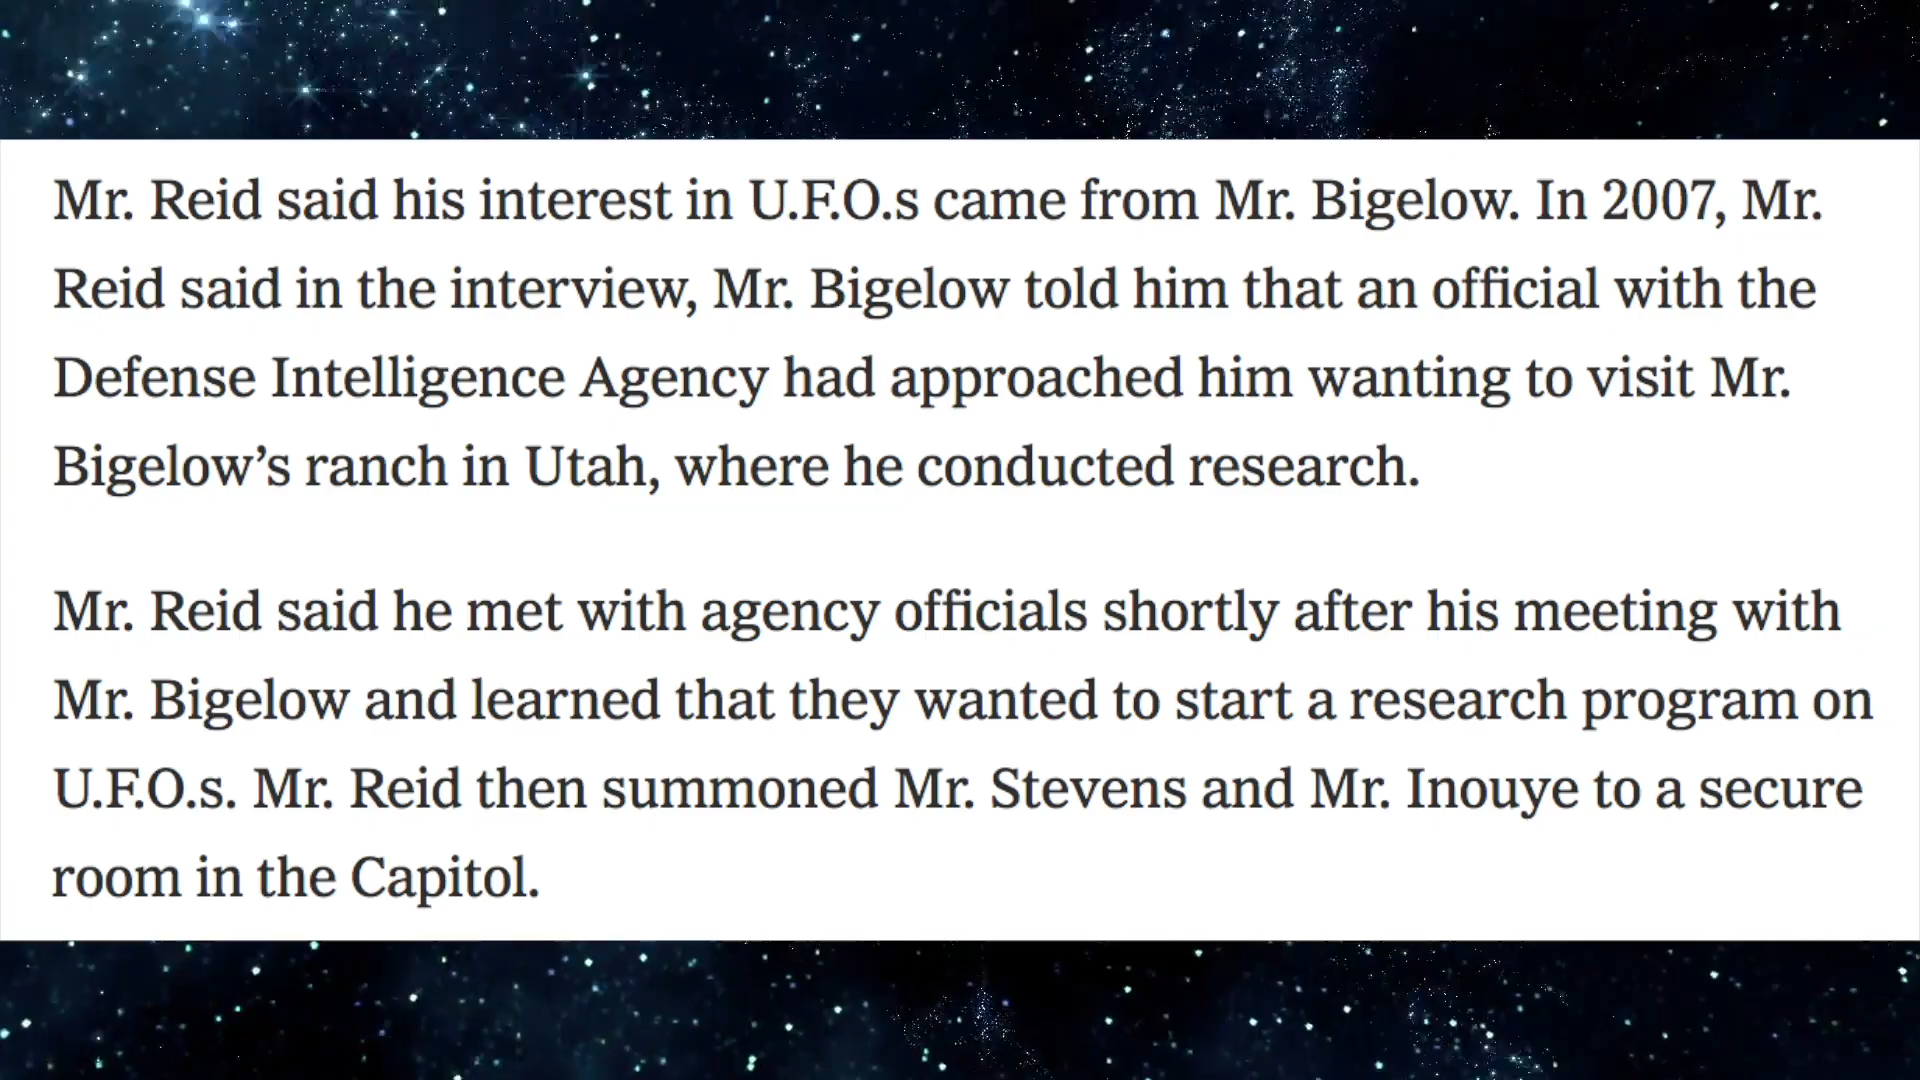 Mr. Reid said his interest in U.F.O.s came from Mr. Bigelow. In 2007, Mr.
Reid said in the interview, Mr. Bigelow told him that an official with the
Defense Intelligence Agency had approached him wanting to visit Mr.
Bigelow’s ranch in Utah, where he conducted research.
Mr. Reid said he met with agency officials shortly after his meeting with
Mr. Bigelow and learned that they wanted to start a research program on
U.F.O.s. Mr. Reid then summoned Mr. Stevens and Mr. Inouye to a secure
room in the Capitol.